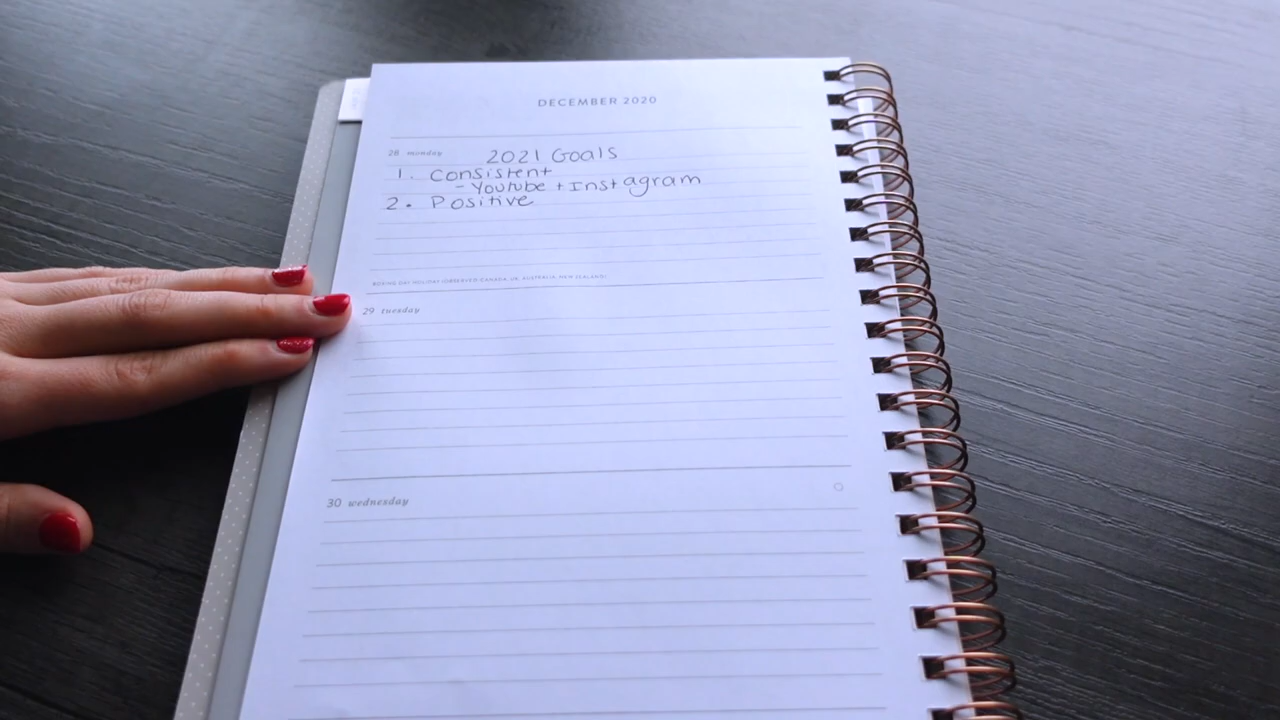 DECEMBER 2020
28 monday
2021 Goals
1. Consistent
- Youtube + Instagram
2. Positive
BOXING DAY HOLIDAY (OBSERVED) (CANADA, UK, AUSTRALIA, NEW ZEALAND)
29 tuesday
30 wednesday